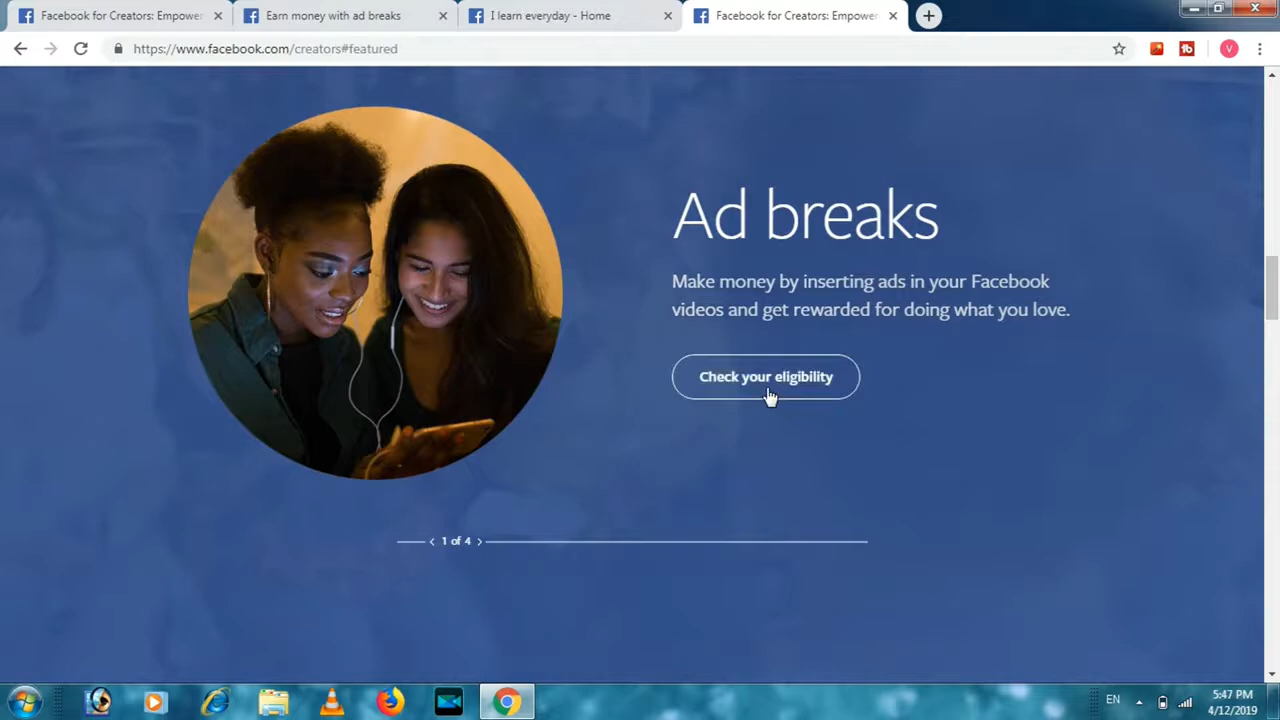 Facebook for Creators: Empower
Earn money with ad breaks
I learn everyday - Home
Facebook for Creators: Empower
https://www.facebook.com/creators#featured
V
Ad breaks
Make money by inserting ads in your Facebook
videos and get rewarded for doing what you love.
Check your eligibility
1 of 4
EN
5:47 PM
4/12/2019